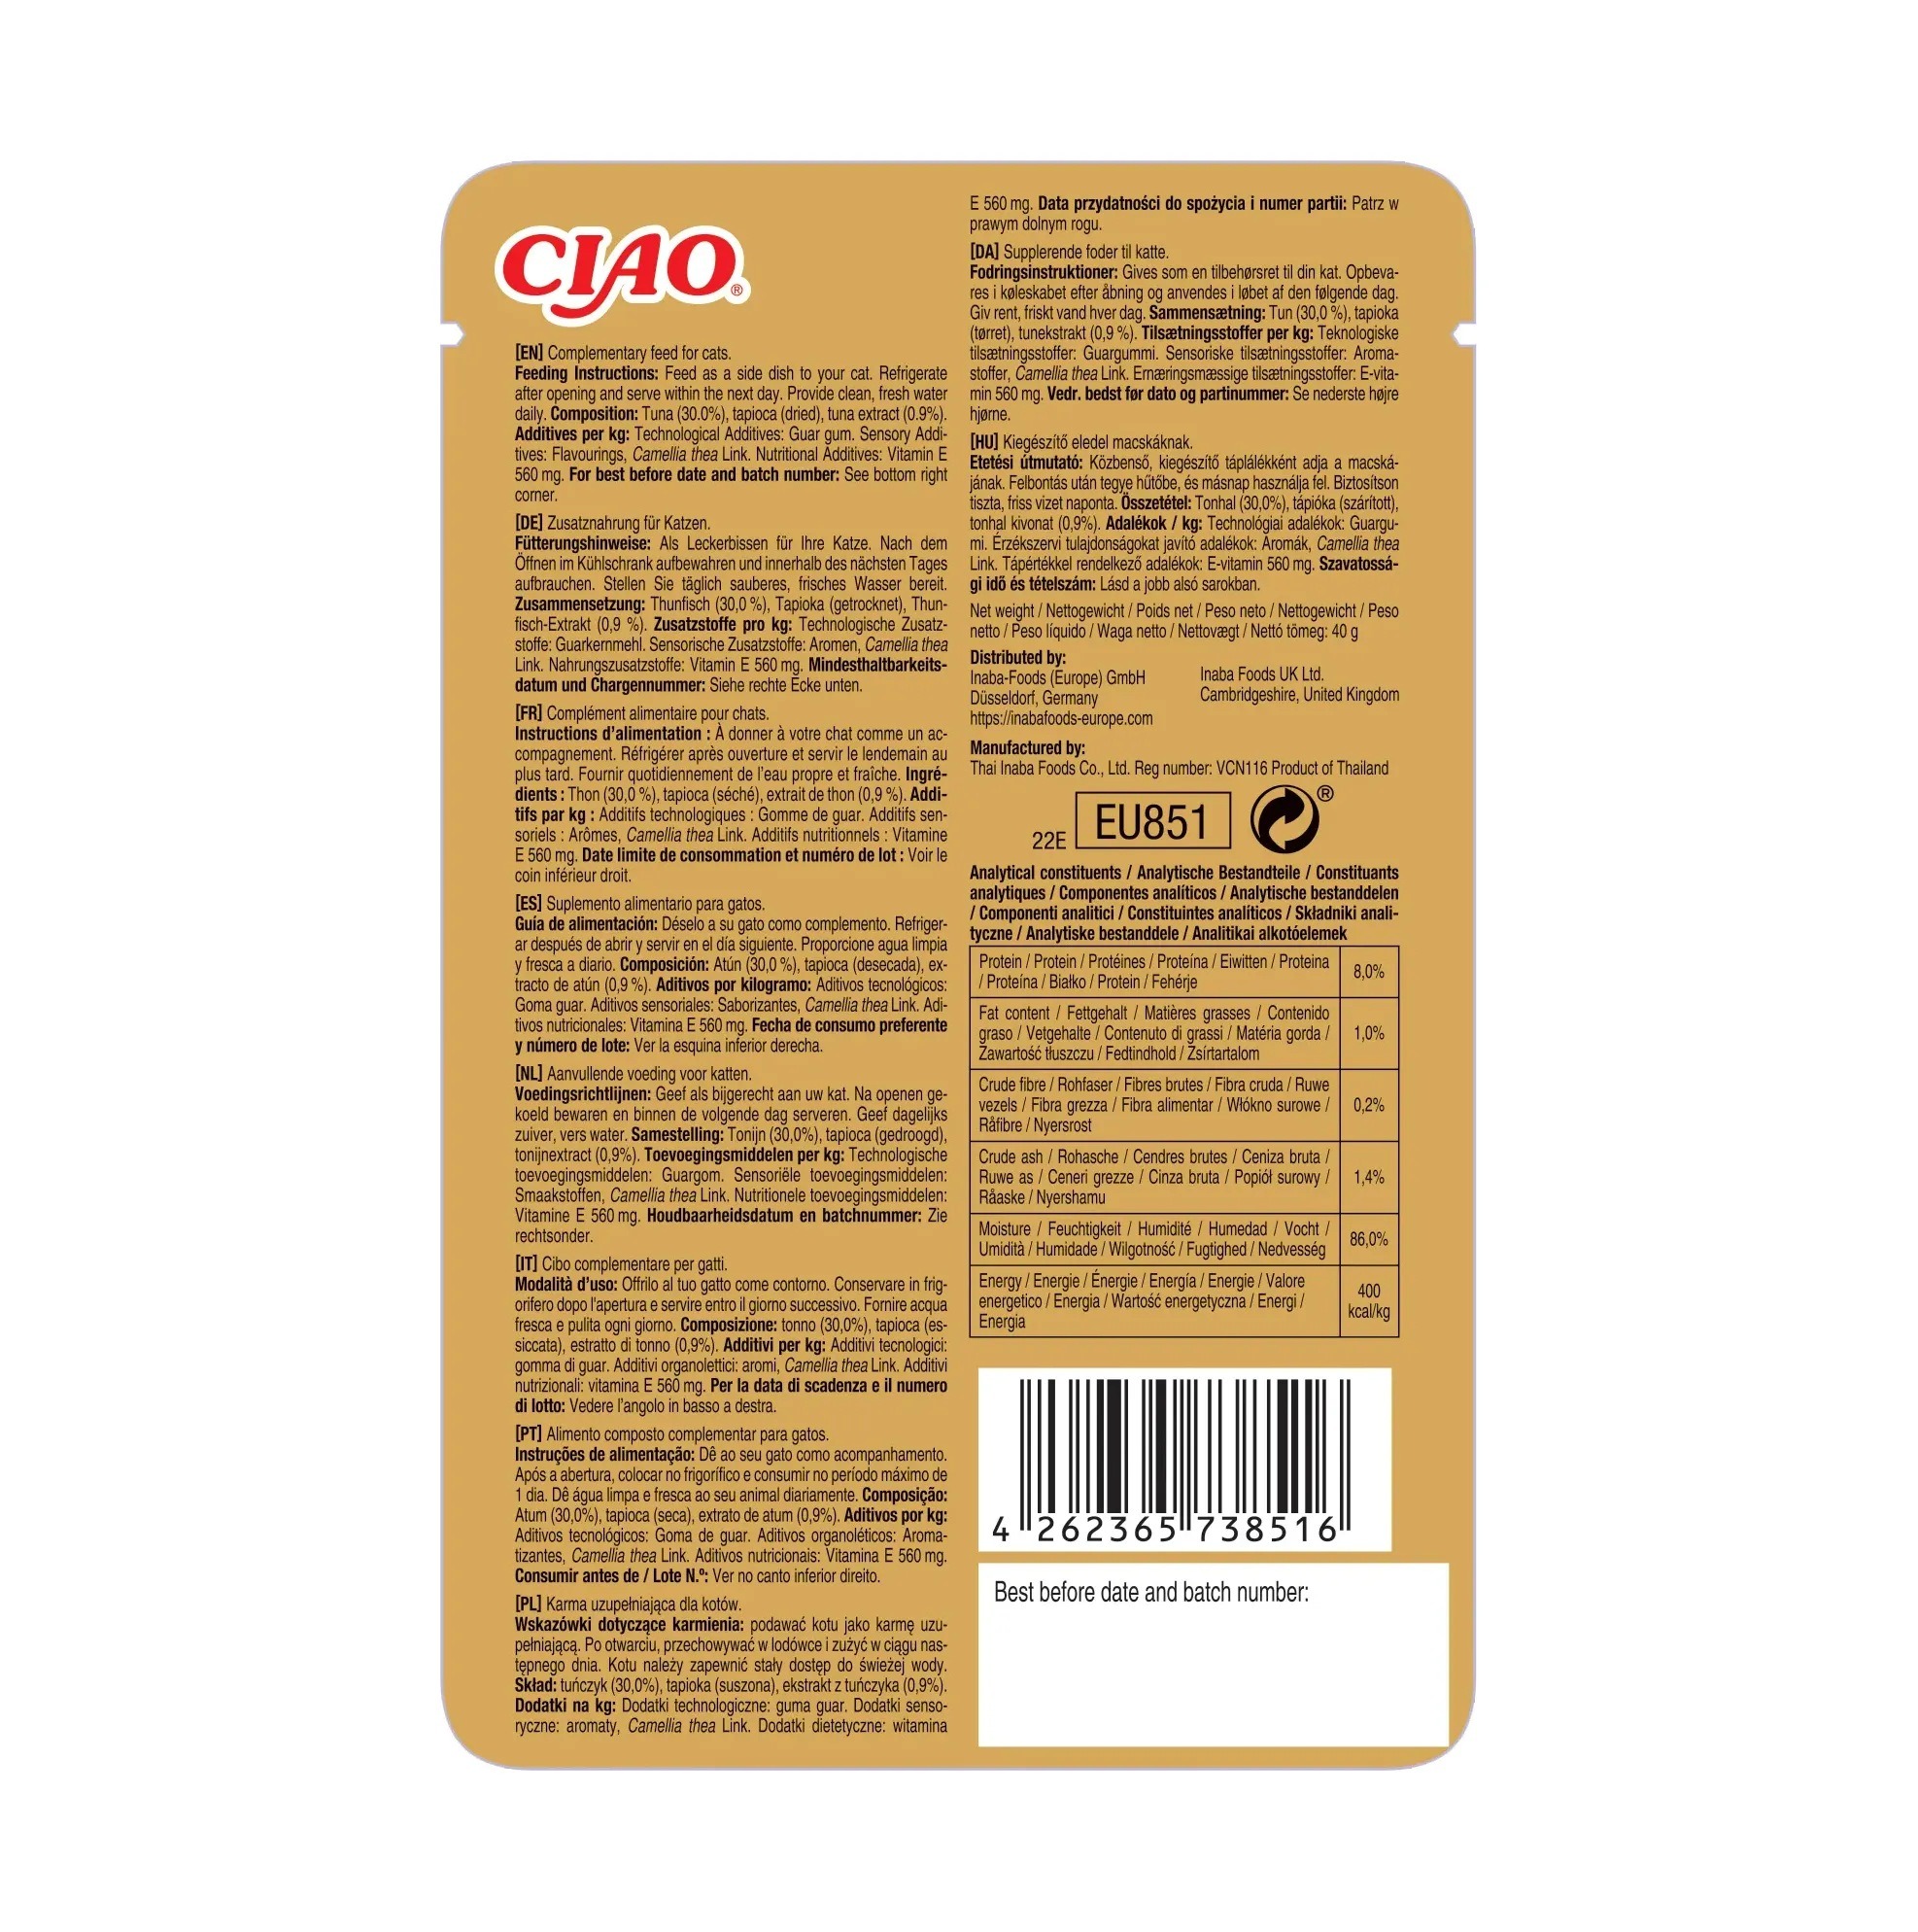 CIAO®
[EN] Complementary feed for cats.
Feeding Instructions: Feed as a side dish to your cat. Refrigerate
after opening and serve within the next day. Provide clean, fresh water
daily. Composition: Tuna (30.0%), tapioca (dried), tuna extract (0.9%).
Additives per kg: Technological Additives: Guar gum. Sensory Addi-
tives: Flavourings, Camellia thea Link. Nutritional Additives: Vitamin E
560 mg. For best before date and batch number: See bottom right
corner.
[DE] Zusatznahrung für Katzen.
Fütterungshinweise: Als Leckerbissen für Ihre Katze. Nach dem
Öffnen im Kühlschrank aufbewahren und innerhalb des nächsten Tages
aufbrauchen. Stellen Sie täglich sauberes, frisches Wasser bereit.
Zusammensetzung: Thunfisch (30,0 %), Tapioka (getrocknet), Thun-
fisch-Extrakt (0,9 %). Zusatzstoffe pro kg: Technologische Zusatz-
stoffe: Guarkernmehl. Sensorische Zusatzstoffe: Aromen, Camellia thea
Link. Nahrungszusatzstoffe: Vitamin E 560 mg. Mindesthaltbarkeits-
datum und Chargennummer: Siehe rechte Ecke unten.
[FR] Complément alimentaire pour chats.
Instructions d'alimentation : À donner à votre chat comme un ac-
compagnement. Réfrigérer après ouverture et servir le lendemain au
plus tard. Fournir quotidiennement de l'eau propre et fraîche. Ingré-
dients : Thon (30,0 %), tapioca (séché), extrait de thon (0,9 %). Addi-
tifs par kg : Additifs technologiques : Gomme de guar. Additifs sen-
soriels : Arômes, Camellia thea Link. Additifs nutritionnels : Vitamine
E 560 mg. Date limite de consommation et numéro de lot : Voir le
coin inférieur droit.
[ES] Suplemento alimentario para gatos.
Guía de alimentación: Déselo a su gato como complemento. Refriger-
ar después de abrir y servir en el día siguiente. Proporcione agua limpia
y fresca a diario. Composición: Atún (30,0 %), tapioca (desecada), ex-
tracto de atún (0,9 %). Aditivos por kilogramo: Aditivos tecnológicos:
Goma guar. Aditivos sensoriales: Saborizantes, Camellia thea Link. Adi-
tivos nutricionales: Vitamina E 560 mg. Fecha de consumo preferente
y número de lote: Ver la esquina inferior derecha.
[NL] Aanvullende voeding voor katten.
Voedingsrichtlijnen: Geef als bijgerecht aan uw kat. Na openen ge-
koeld bewaren en binnen de volgende dag serveren. Geef dagelijks
zuiver, vers water. Samestelling: Tonijn (30,0%), tapioca (gedroogd),
tonijnextract (0,9%). Toevoegingsmiddelen per kg: Technologische
toevoegingsmiddelen: Guargom. Sensoriële toevoegingsmiddelen:
Smaakstoffen, Camellia thea Link. Nutritionele toevoegingsmiddelen:
Vitamine E 560 mg. Houdbaarheidsdatum en batchnummer: Zie
rechtsonder.
[IT] Cibo complementare per gatti.
Modalità d'uso: Offrilo al tuo gatto come contorno. Conservare in frig-
orifero dopo l'apertura e servire entro il giorno successivo. Fornire acqua
fresca e pulita ogni giorno. Composizione: tonno (30,0%), tapioca (es-
siccata), estratto di tonno (0,9%). Additivi per kg: Additivi tecnologici:
gomma di guar. Additivi organolettici: aromi, Camellia thea Link. Additivi
nutrizionali: vitamina E 560 mg. Per la data di scadenza e il numero
di lotto: Vedere l'angolo in basso a destra.
[PT] Alimento composto complementar para gatos.
Instruções de alimentação: Dê ao seu gato como acompanhamento.
Após a abertura, colocar no frigorífico e consumir no período máximo de
1 dia. Dê água limpa e fresca ao seu animal diariamente. Composição:
Atum (30,0%), tapioca (seca), extrato de atum (0,9%). Aditivos por kg:
Aditivos tecnológicos: Goma de guar. Aditivos organoléticos: Aroma-
tizantes, Camellia thea Link. Aditivos nutricionais: Vitamina E 560 mg.
Consumir antes de / Lote N.º: Ver no canto inferior direito.
[PL] Karma uzupełniająca dla kotów.
Wskazówki dotyczące karmienia: podawać kotu jako karmę uzu-
pełniającą. Po otwarciu, przechowywać w lodówce i zużyć w ciągu nas-
tępnego dnia. Kotu należy zapewnić stały dostęp do świeżej wody.
Skład: tuńczyk (30,0%), tapioka (suszona), ekstrakt z tuńczyka (0,9%).
Dodatki na kg: Dodatki technologiczne: guma guar. Dodatki senso-
ryczne: aromaty, Camellia thea Link. Dodatki dietetyczne: witamina
E 560 mg. Data przydatności do spożycia i numer partii: Patrz w
prawym dolnym rogu.
[DA] Supplerende foder til katte.
Fodringsinstruktioner: Gives som en tilbehørsret til din kat. Opbeva-
res i køleskabet efter åbning og anvendes i løbet af den følgende dag.
Giv rent, friskt vand hver dag. Sammensætning: Tun (30,0 %), tapioka
(tørret), tunekstrakt (0,9 %). Tilsætningsstoffer per kg: Teknologiske
tilsætningsstoffer: Guargummi. Sensoriske tilsætningsstoffer: Aroma-
stoffer, Camellia thea Link. Ernæringsmæssige tilsætningsstoffer: E-vita-
min 560 mg. Vedr. bedst før dato og partinummer: Se nederste højre
hjørne.
[HU] Kiegészítő eledel macskáknak.
Etetési útmutató: Közbenső, kiegészítő táplálékként adja a macská-
jának. Felbontás után tegye hűtőbe, és másnap használja fel. Biztosítson
tiszta, friss vizet naponta. Összetétel: Tonhal (30,0%), tápióka (szárított),
tonhal kivonat (0,9%). Adalékok / kg: Technológiai adalékok: Guargu-
mi. Érzékszervi tulajdonságokat javító adalékok: Aromák, Camellia thea
Link. Tápértékkel rendelkező adalékok: E-vitamin 560 mg. Szavatossá-
gi idő és tételszám: Lásd a jobb alsó sarokban.
Net weight / Nettogewicht / Poids net / Peso neto / Nettogewicht / Peso
netto / Peso líquido / Waga netto / Nettovægt / Nettó tömeg: 40 g
Distributed by:
Inaba-Foods (Europe) GmbH
Düsseldorf, Germany
https://inabafoods-europe.com
Inaba Foods UK Ltd.
Cambridgeshire, United Kingdom
Manufactured by:
Thai Inaba Foods Co., Ltd. Reg number: VCN116 Product of Thailand
22E
EU851
®
Analytical constituents / Analytische Bestandteile / Constituants
analytiques / Componentes analíticos / Analytische bestanddelen
/ Componenti analitici / Constituintes analíticos / Składniki anali-
tyczne / Analytiske bestanddele / Analitikai alkotóelemek
Protein / Protein / Protéines / Proteína / Eiwitten / Proteina
/ Proteína / Białko / Protein / Fehérje
8,0%
Fat content / Fettgehalt / Matières grasses / Contenido
graso / Vetgehalte / Contenuto di grassi / Matéria gorda /
Zawartość tłuszczu / Fedtindhold / Zsírtartalom
1,0%
Crude fibre / Rohfaser / Fibres brutes / Fibra cruda / Ruwe
vezels / Fibra grezza / Fibra alimentar / Włókno surowe /
Råfibre / Nyersrost
0,2%
Crude ash / Rohasche / Cendres brutes / Ceniza bruta /
Ruwe as / Ceneri grezze / Cinza bruta / Popiół surowy /
Råaske / Nyershamu
1,4%
Moisture / Feuchtigkeit / Humidité / Humedad / Vocht /
Umidità / Humidade / Wilgotność / Fugtighed / Nedvesség
86,0%
Energy / Energie / Énergie / Energía / Energie / Valore
energetico / Energia / Wartość energetyczna / Energi /
Energia
400
kcal/kg
4 262365 738516
Best before date and batch number: